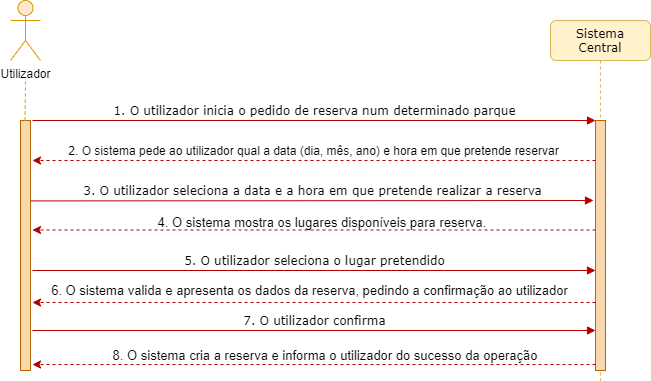 Sistema
Central
Utilizador
1. O utilizador inicia o pedido de reserva num determinado parque
2. O sistema pede ao utilizador qual a data (dia, mês, ano) e hora em que pretende reservar
3. O utilizador seleciona a data e a hora em que pretende realizar a reserva
4. O sistema mostra os lugares disponíveis para reserva.
5. O utilizador seleciona o lugar pretendido
6. O sistema valida e apresenta os dados da reserva, pedindo a confirmação ao utilizador
7. O utilizador confirma
8. O sistema cria a reserva e informa o utilizador do sucesso da operação